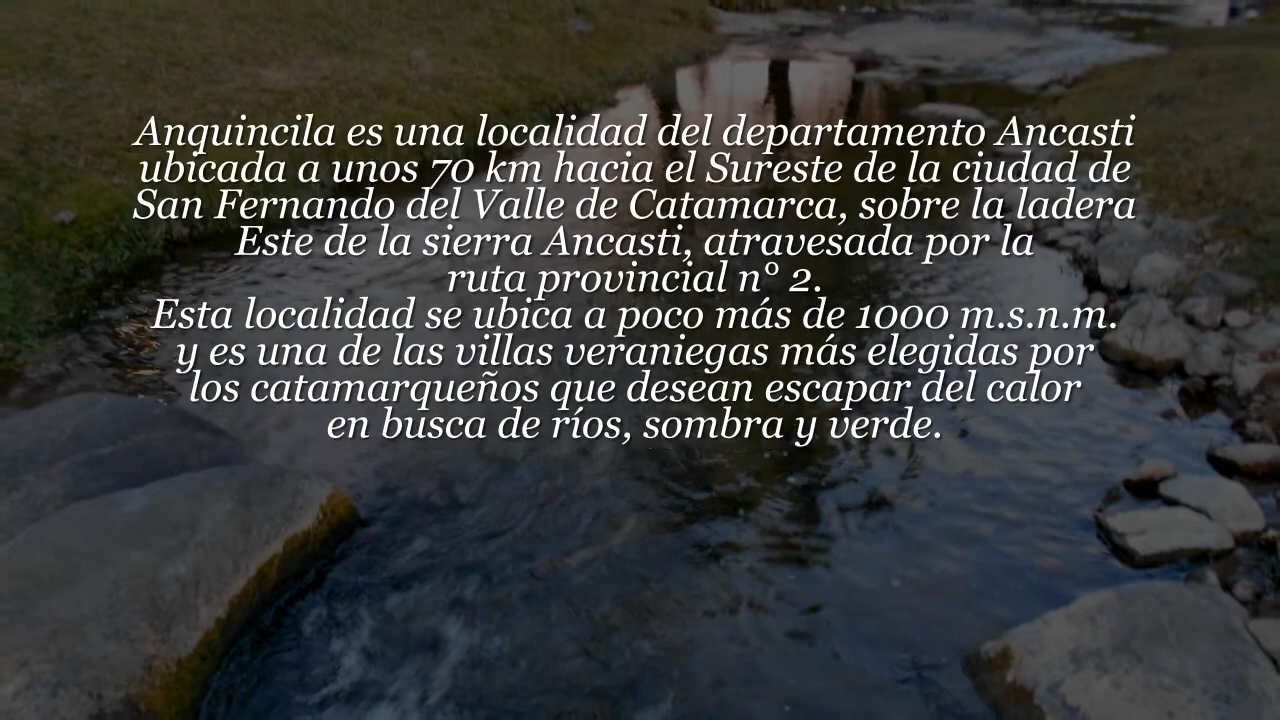 Anquincila es una localidad del departamento Ancasti
ubicada a unos 70 km hacia el Sureste de la ciudad de
San Fernando del Valle de Catamarca, sobre la ladera
Este de la sierra Ancasti, atravesada por la
ruta provincial n° 2.
Esta localidad se ubica a poco más de 1000 m.s.n.m.
y es una de las villas veraniegas más elegidas por
los catamarqueños que desean escapar del calor
en busca de ríos, sombra y verde.